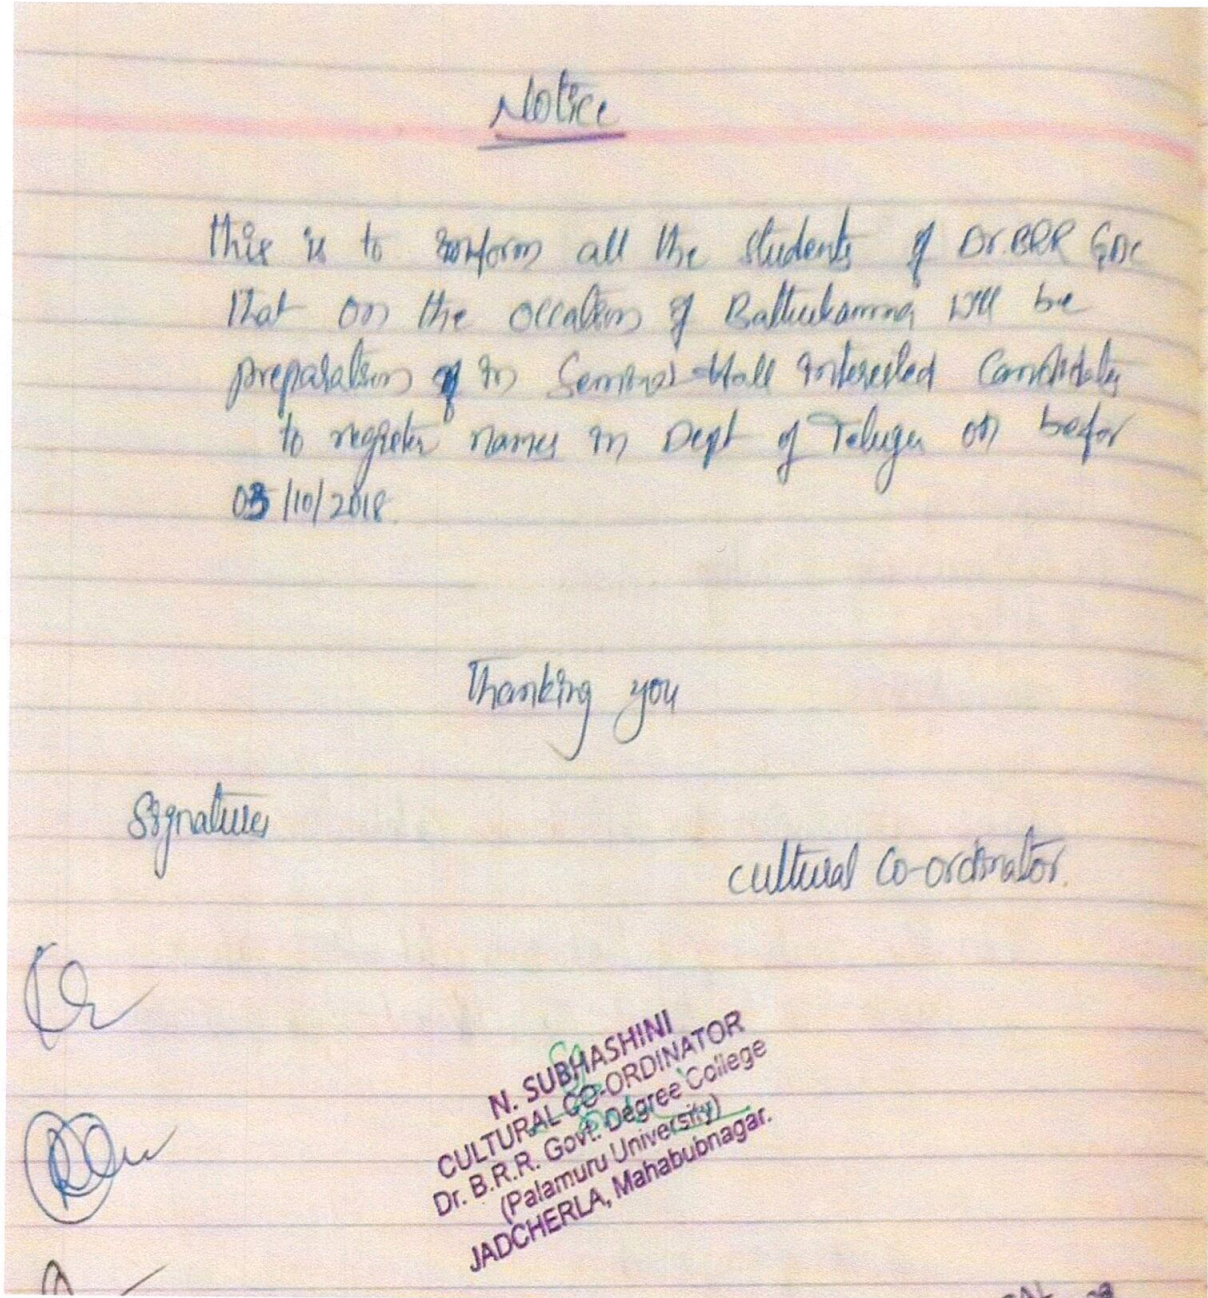 Notice
this is to inform all the students of Dr.BRR GDC
that on the occation of Bathukamma will be
preparation of in Seminar Hall interested Candidates
to register names in Dept of Telugu on befor
03/10/2018.
Thanking you
Signatures
cultural Co-ordinator.
N. SUBHASHINI
CULTURAL CO-ORDINATOR
Dr. B.R.R. Govt. Degree College
(Palamuru University)
JADCHERLA, Mahabubnagar.